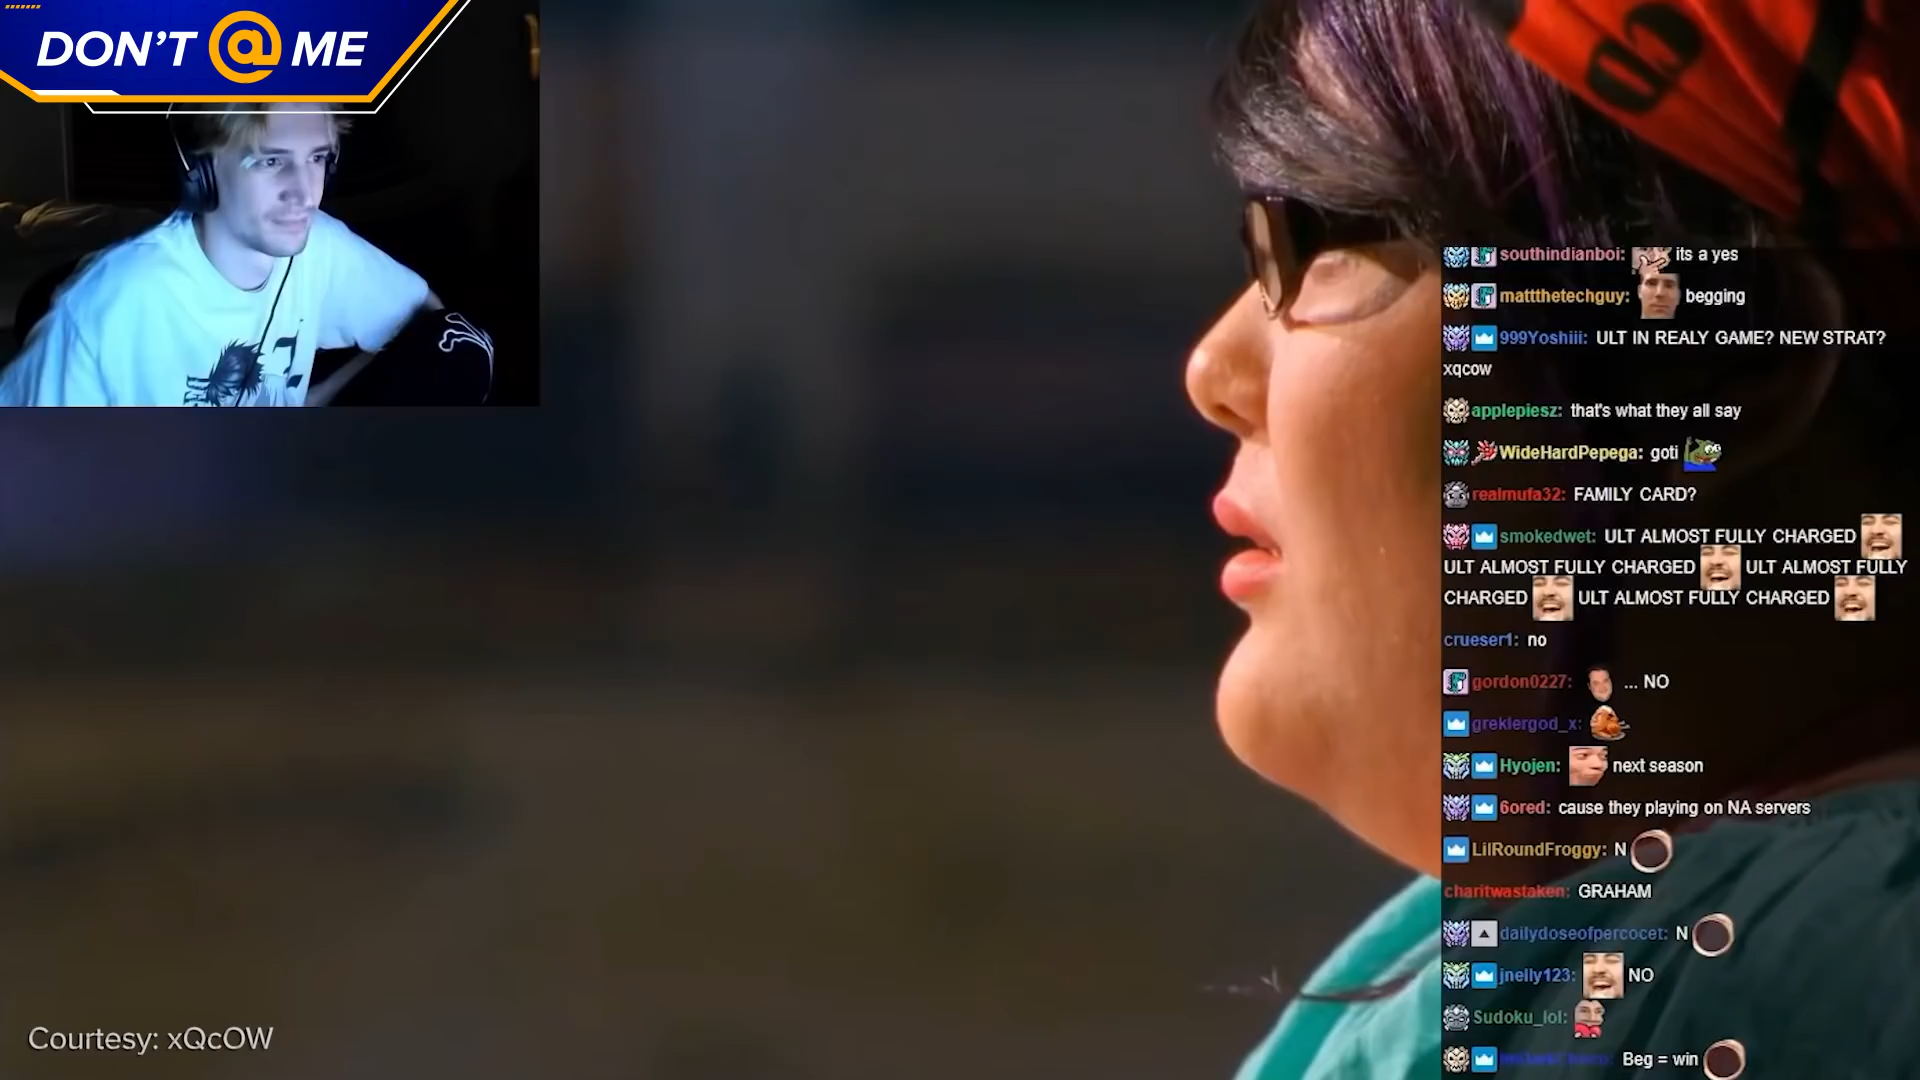 DON'T @ ME
southindianboi: its a yes
mattthetechguy: begging
999Yoshiii: ULT IN REALY GAME? NEW STRAT?
xqcow
applepiesz: that's what they all say
WideHardPepega: goti
realmufa32: FAMILY CARD?
smokedwet: ULT ALMOST FULLY CHARGED
ULT ALMOST FULLY CHARGED ULT ALMOST FULLY
CHARGED ULT ALMOST FULLY CHARGED
crueser1: no
gordon0227: ... NO
greklergod_x:
Hyojen: next season
6ored: cause they playing on NA servers
LilRoundFroggy: N
charitwastaken: GRAHAM
dailydoseofpercocet: N
jnelly123: NO
Sudoku_lol:
Beg = win
Courtesy: xQcOW